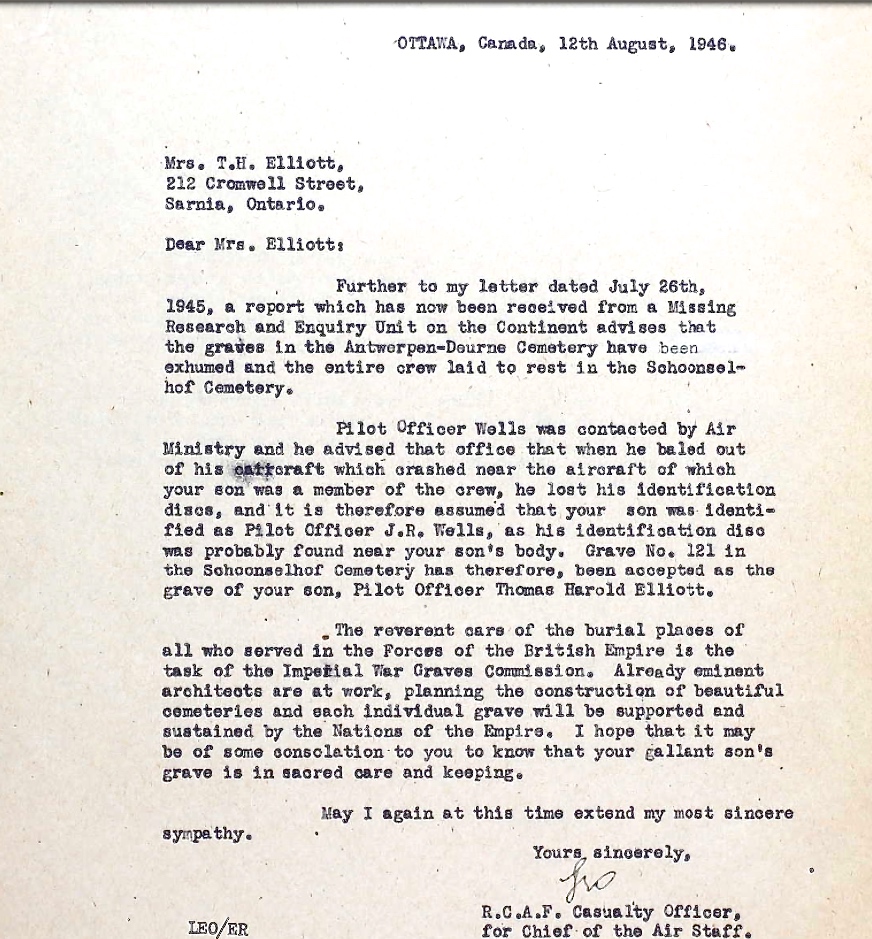 OTTAWA, Canada, 12th August, 1946.
Mrs. T.H. Elliott,
212 Cromwell Street,
Sarnia, Ontario.
Dear Mrs. Elliott:
Further to my letter dated July 26th,
1945, a report which has now been received from a Missing
Research and Enquiry Unit on the Continent advises that
the graves in the Antwerpen-Deurne Cemetery have been
exhumed and the entire crew laid to rest in the Schoonsel-
hof Cemetery.
Pilot Officer Wells was contacted by Air
Ministry and he advised that office that when he baled out
of his craft which crashed near the aircraft of which
your son was a member of the crew, he lost his identification
discs, and it is therefore assumed that your son was identi-
fied as Pilot Officer J.R. Wells, as his identification disc
was probably found near your son's body. Grave No. 121 in
the Schoonselhof Cemetery has therefore, been accepted as the
grave of your son, Pilot Officer Thomas Harold Elliott.
The reverent care of the burial places of
all who served in the Forces of the British Empire is the
task of the Imperial War Graves Commission. Already eminent
architects are at work, planning the construction of beautiful
cemeteries and each individual grave will be supported and
sustained by the Nations of the Empire. I hope that it may
be of some consolation to you to know that your gallant son's
grave is in sacred care and keeping.
May I again at this time extend my most sincere
sympathy.
Yours sincerely,
R.C.A.F. Casualty Officer,
LEO/ER for Chief of the Air Staff.